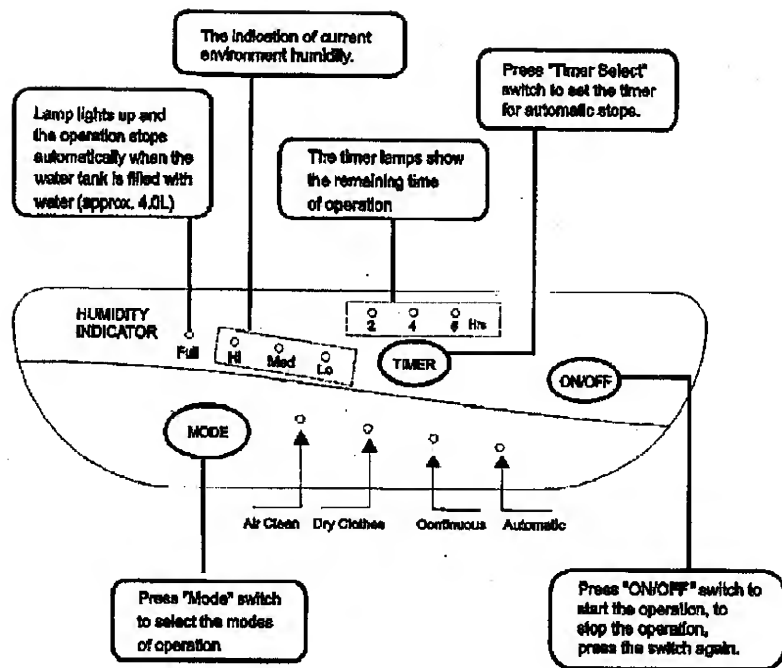 The indication of current
environment humidity.
Press "Timer Select"
switch to set the timer
for automatic stops.
Lamp lights up and
the operation stops
automatically when the
water tank is filled with
water (approx. 4.0L)
The timer lamps show
the remaining time
of operation
HUMIDITY
INDICATOR
Full
Hi
Med
Lo
2 4 6 Hrs
TIMER
ON/OFF
MODE
Air Clean Dry Clothes Continuous Automatic
Press "Mode" switch
to select the modes
of operation
Press "ON/OFF" switch to
start the operation, to
stop the operation,
press the switch again.